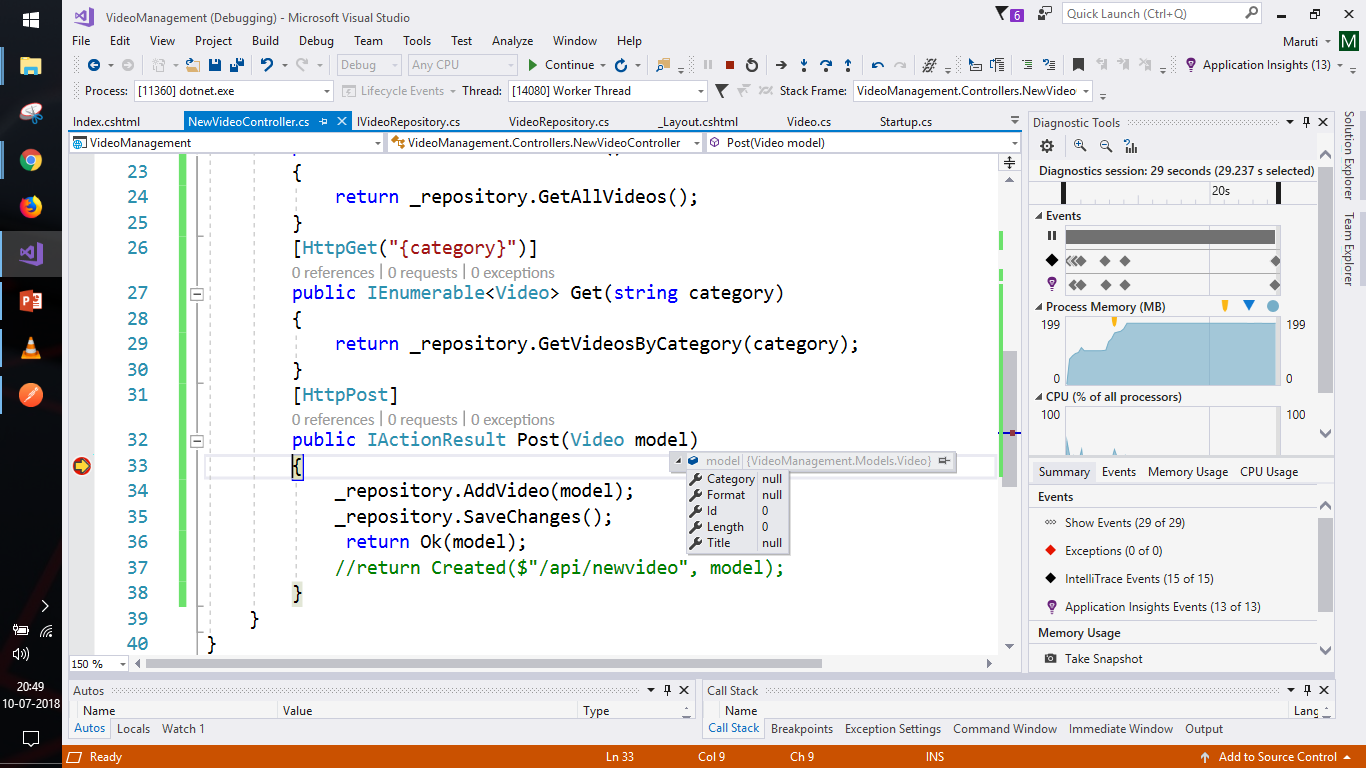 VideoManagement (Debugging) - Microsoft Visual Studio
6
Quick Launch (Ctrl+Q)
File Edit View Project Build Debug Team Tools Test Analyze Window Help
Maruti M
Debug Any CPU Continue Application Insights (13)
Process: [11360] dotnet.exe Lifecycle Events Thread: [14080] Worker Thread Stack Frame: VideoManagement.Controllers.NewVideo
Index.cshtml NewVideoController.cs IVideoRepository.cs VideoRepository.cs _Layout.cshtml Video.cs Startup.cs
VideoManagement VideoManagement.Controllers.NewVideoController Post(Video model)
23 {
24 return _repository.GetAllVideos();
25 }
26 [HttpGet("{category}")]
0 references | 0 requests | 0 exceptions
27 public IEnumerable<Video> Get(string category)
28 {
29 return _repository.GetVideosByCategory(category);
30 }
31 [HttpPost]
0 references | 0 requests | 0 exceptions
32 public IActionResult Post(Video model)
33 {
model {VideoManagement.Models.Video}
Category null
Format null
Id 0
Length 0
Title null
34 _repository.AddVideo(model);
35 _repository.SaveChanges();
36 return Ok(model);
37 //return Created($"/api/newvideo", model);
38 }
39 }
40 }
150 %
Diagnostic Tools
Diagnostics session: 29 seconds (29.237 s selected)
20s
Events
Process Memory (MB)
199 199
0 0
CPU (% of all processors)
100 100
Summary Events Memory Usage CPU Usage
Events
Show Events (29 of 29)
Exceptions (0 of 0)
IntelliTrace Events (15 of 15)
Application Insights Events (13 of 13)
Memory Usage
Take Snapshot
Solution Explorer
Team Explorer
Autos
Name Value Type
Autos Locals Watch 1
Call Stack
Name Lang
Call Stack Breakpoints Exception Settings Command Window Immediate Window Output
Ready Ln 33 Col 9 Ch 9 INS Add to Source Control
20:49
10-07-2018